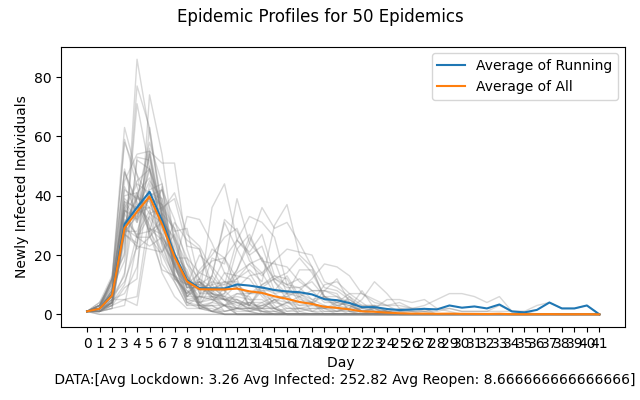 Epidemic Profiles for 50 Epidemics
Average of Running
Average of All
Newly Infected Individuals
80
60
40
20
0
0 1 2 3 4 5 6 7 8 9 10 11 12 13 14 15 16 17 18 19 20 21 22 23 24 25 26 27 28 29 30 31 32 33 34 35 36 37 38 39 40 41
Day
DATA:[Avg Lockdown: 3.26 Avg Infected: 252.82 Avg Reopen: 8.666666666666666]